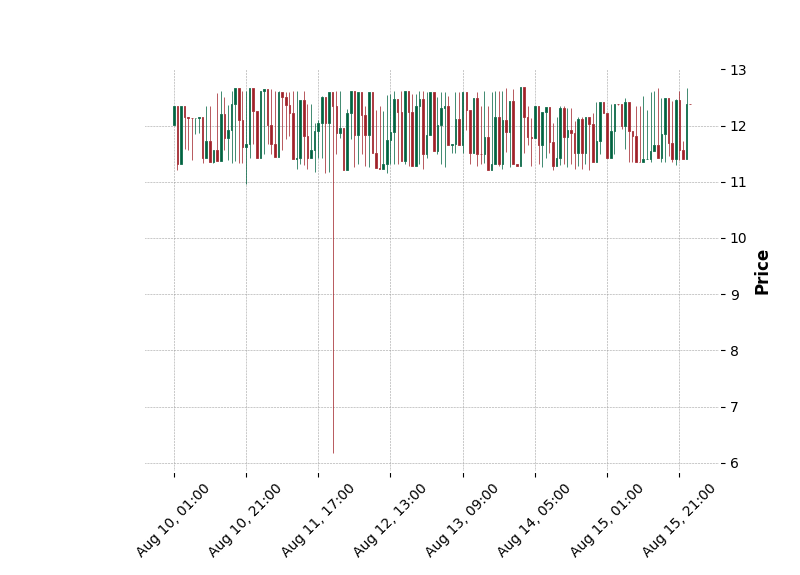 13
12
11
10
9
8
7
6
Price
Aug 10, 01:00
Aug 10, 21:00
Aug 11, 17:00
Aug 12, 13:00
Aug 13, 09:00
Aug 14, 05:00
Aug 15, 01:00
Aug 15, 21:00